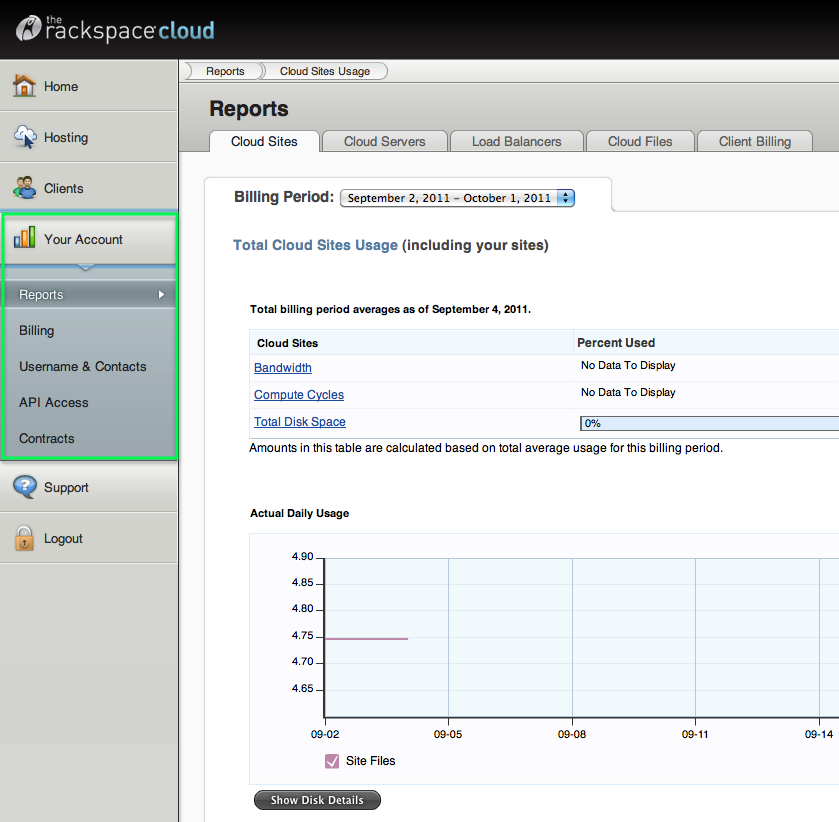 the
rackspace cloud
Home
Hosting
Clients
Your Account
Reports
Billing
Username & Contacts
API Access
Contracts
Support
Logout
Reports Cloud Sites Usage
Reports
Cloud Sites Cloud Servers Load Balancers Cloud Files Client Billing
Billing Period: September 2, 2011 – October 1, 2011
Total Cloud Sites Usage (including your sites)
Total billing period averages as of September 4, 2011.
Cloud Sites Percent Used
Bandwidth No Data To Display
Compute Cycles No Data To Display
Total Disk Space 0%
Amounts in this table are calculated based on total average usage for this billing period.
Actual Daily Usage
4.90
4.85
4.80
4.75
4.70
4.65
09-02 09-05 09-08 09-11 09-14
Site Files
Show Disk Details